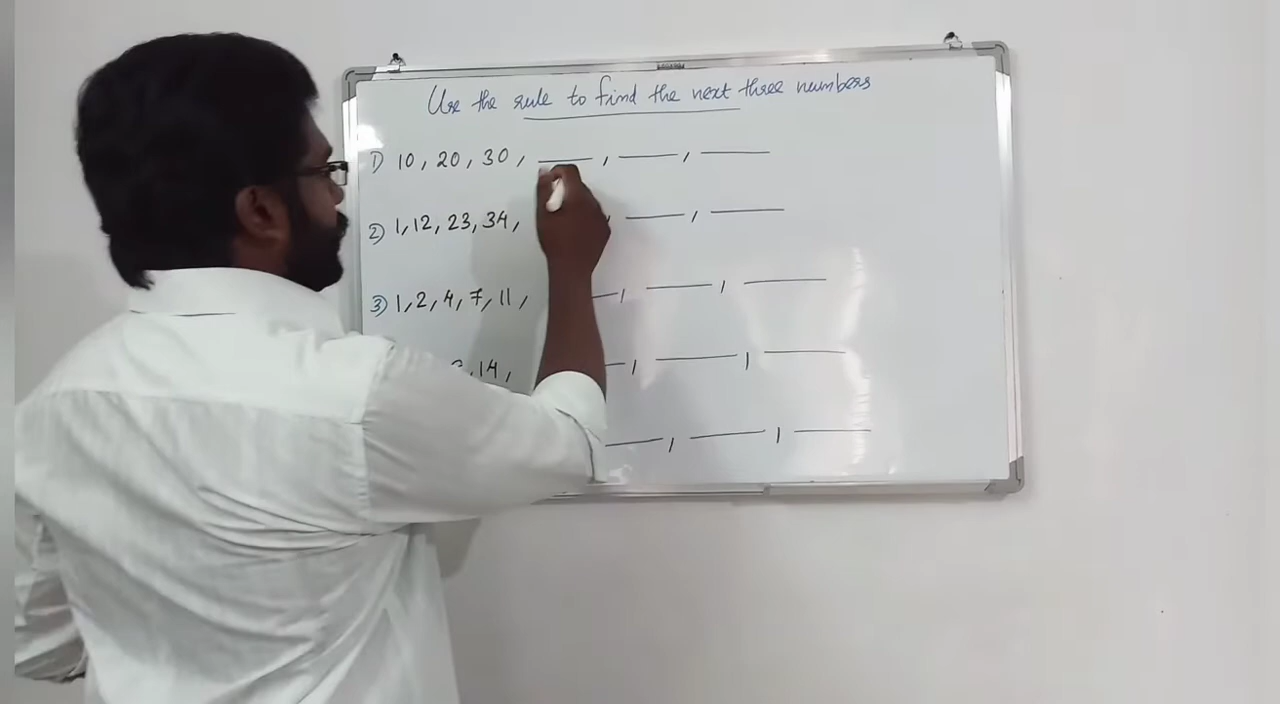 Use the rule to find the next three numbers
1) 10, 20, 30, ___, ___, ___
2) 1, 12, 23, 34, ___, ___, ___
3) 1, 2, 4, 7, 11, ___, ___, ___
, 14, ___, ___, ___
___, ___, ___